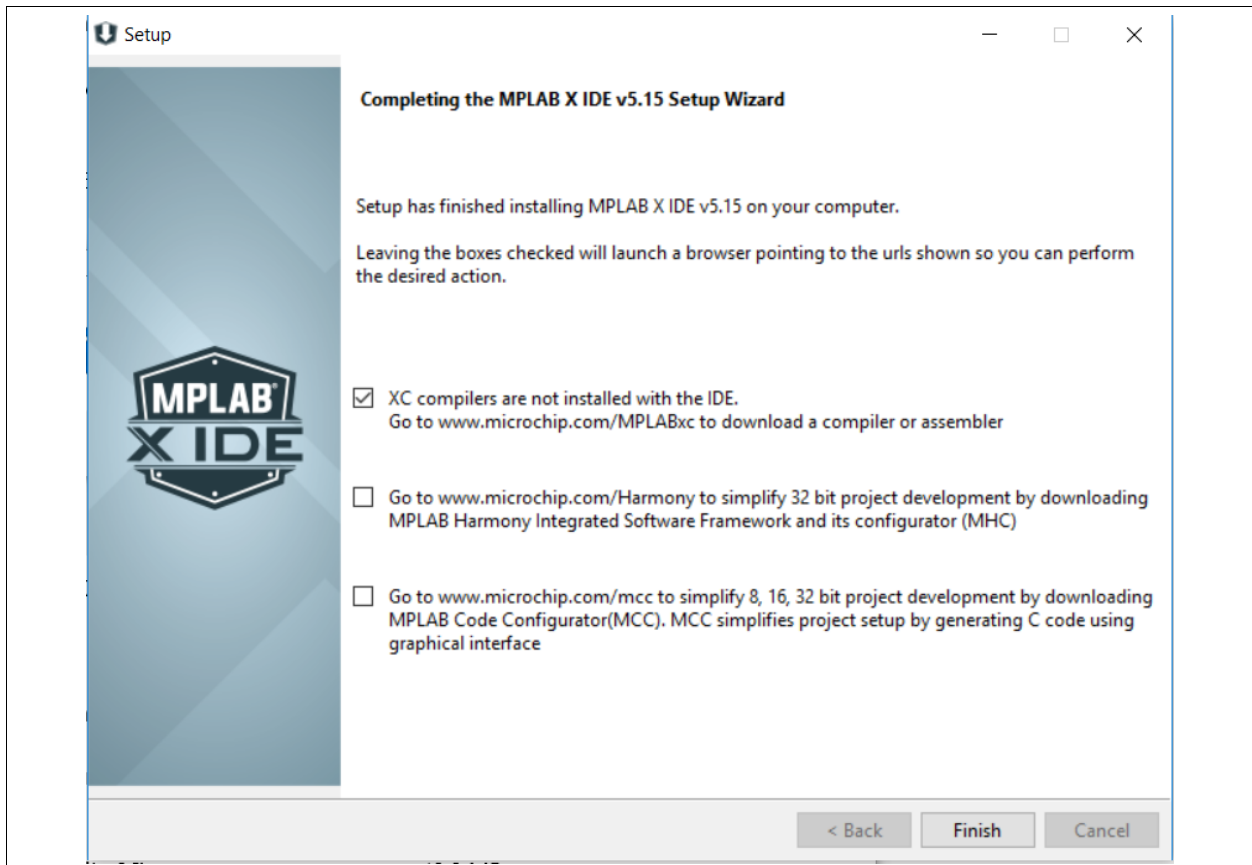 Setup
Completing the MPLAB X IDE v5.15 Setup Wizard
Setup has finished installing MPLAB X IDE v5.15 on your computer.
Leaving the boxes checked will launch a browser pointing to the urls shown so you can perform
the desired action.
MPLAB®
X IDE
XC compilers are not installed with the IDE.
Go to www.microchip.com/MPLABxc to download a compiler or assembler
Go to www.microchip.com/Harmony to simplify 32 bit project development by downloading
MPLAB Harmony Integrated Software Framework and its configurator (MHC)
Go to www.microchip.com/mcc to simplify 8, 16, 32 bit project development by downloading
MPLAB Code Configurator(MCC). MCC simplifies project setup by generating C code using
graphical interface
< Back
Finish
Cancel